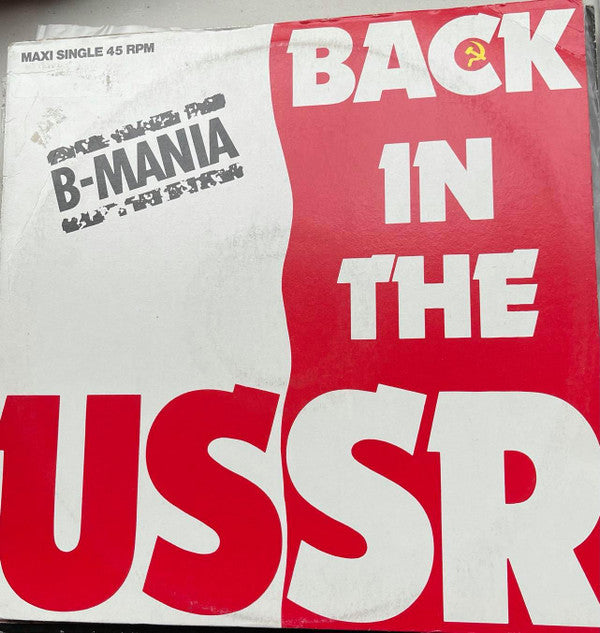 MAXI SINGLE 45 RPM
B-MANIA
BACK
IN
THE
USSR